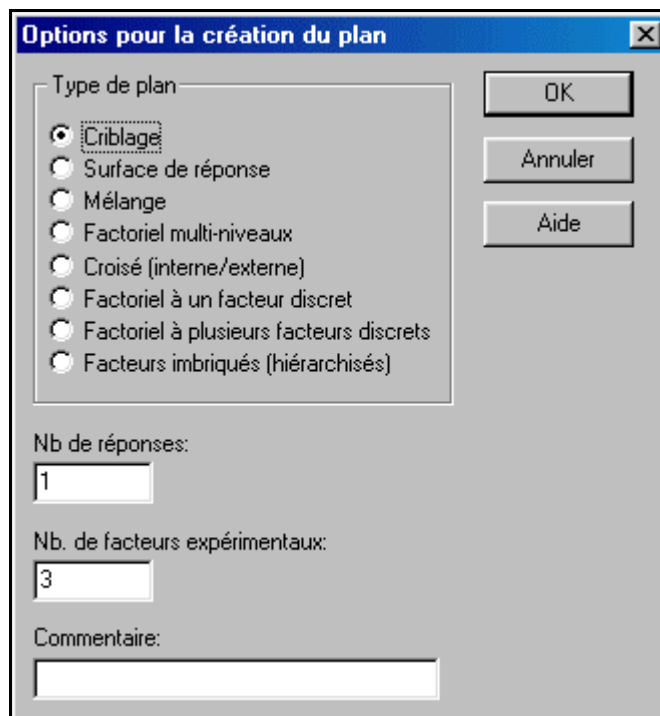 Options pour la création du plan
Type de plan
Criblage
Surface de réponse
Mélange
Factoriel multi-niveaux
Croisé (interne/externe)
Factoriel à un facteur discret
Factoriel à plusieurs facteurs discrets
Facteurs imbriqués (hiérarchisés)
OK
Annuler
Aide
Nb de réponses:
1
Nb. de facteurs expérimentaux:
3
Commentaire: